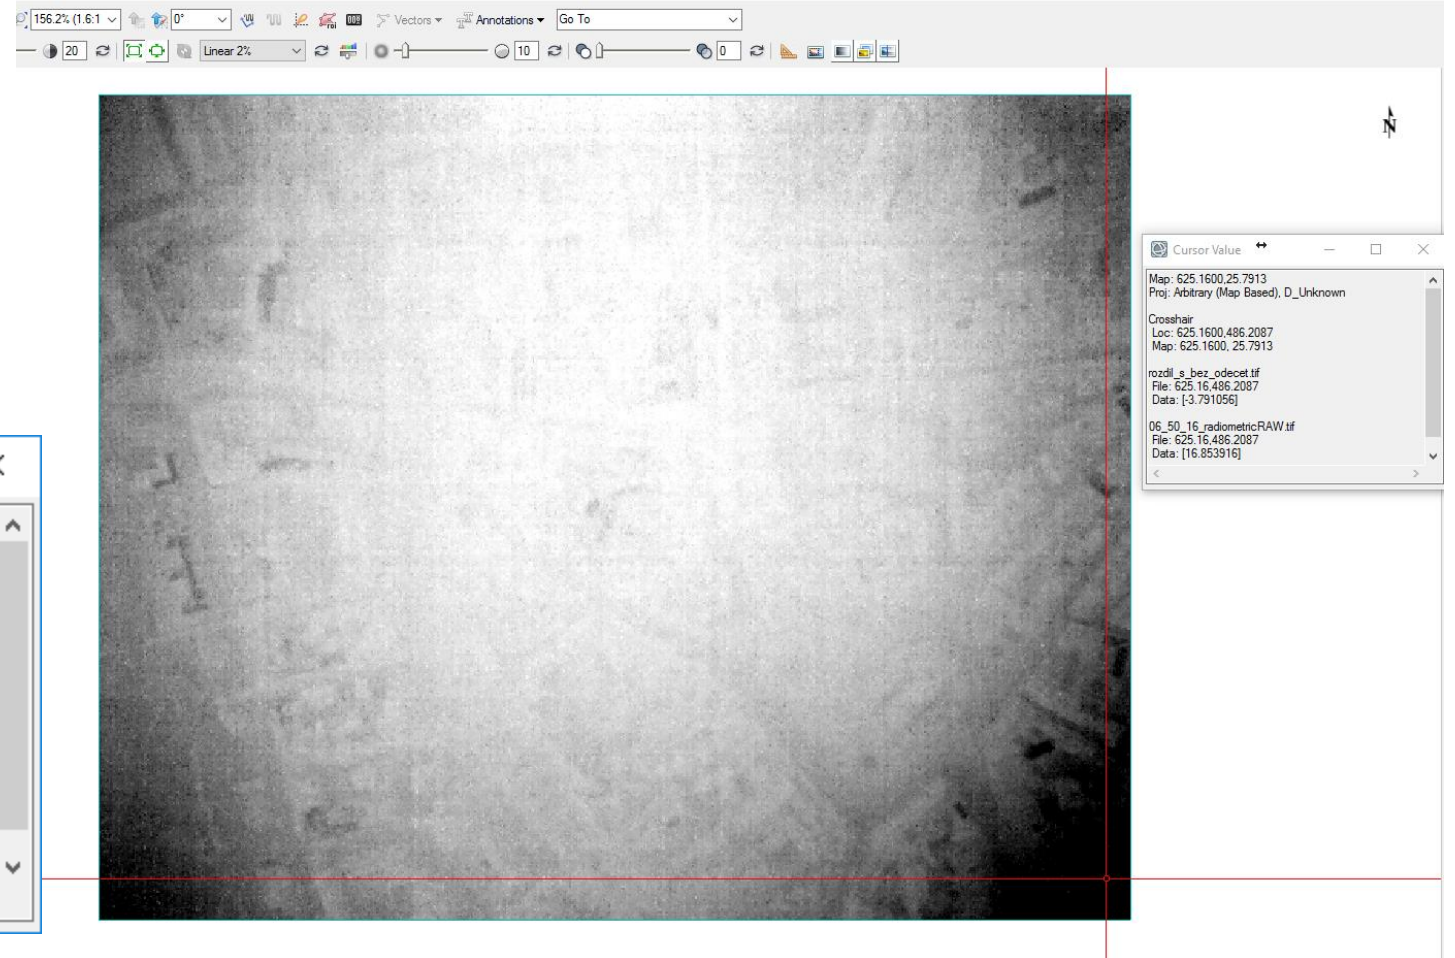 156.2% (1.6:1
0°
roi
Vectors
Annotations
Go To
20
Linear 2%
10
0
N
Cursor Value
Map: 625.1600,25.7913
Proj: Arbitrary (Map Based), D_Unknown
Crosshair
Loc: 625.1600,486.2087
Map: 625.1600, 25.7913
rozdil_s_bez_odecet.tif
File: 625.16,486.2087
Data: [-3.791056]
06_50_16_radiometricRAW.tif
File: 625.16,486.2087
Data: [16.853916]